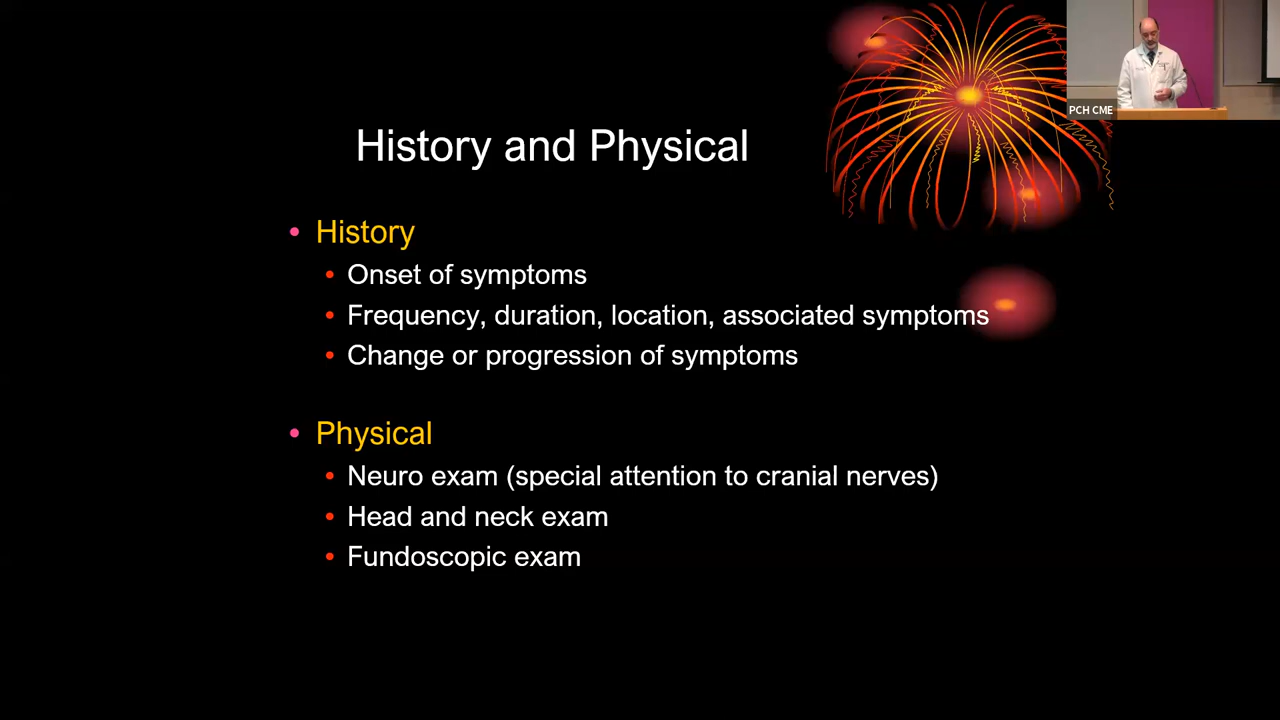 PCH CME
History and Physical
• History
• Onset of symptoms
• Frequency, duration, location, associated symptoms
• Change or progression of symptoms
• Physical
• Neuro exam (special attention to cranial nerves)
• Head and neck exam
• Fundoscopic exam